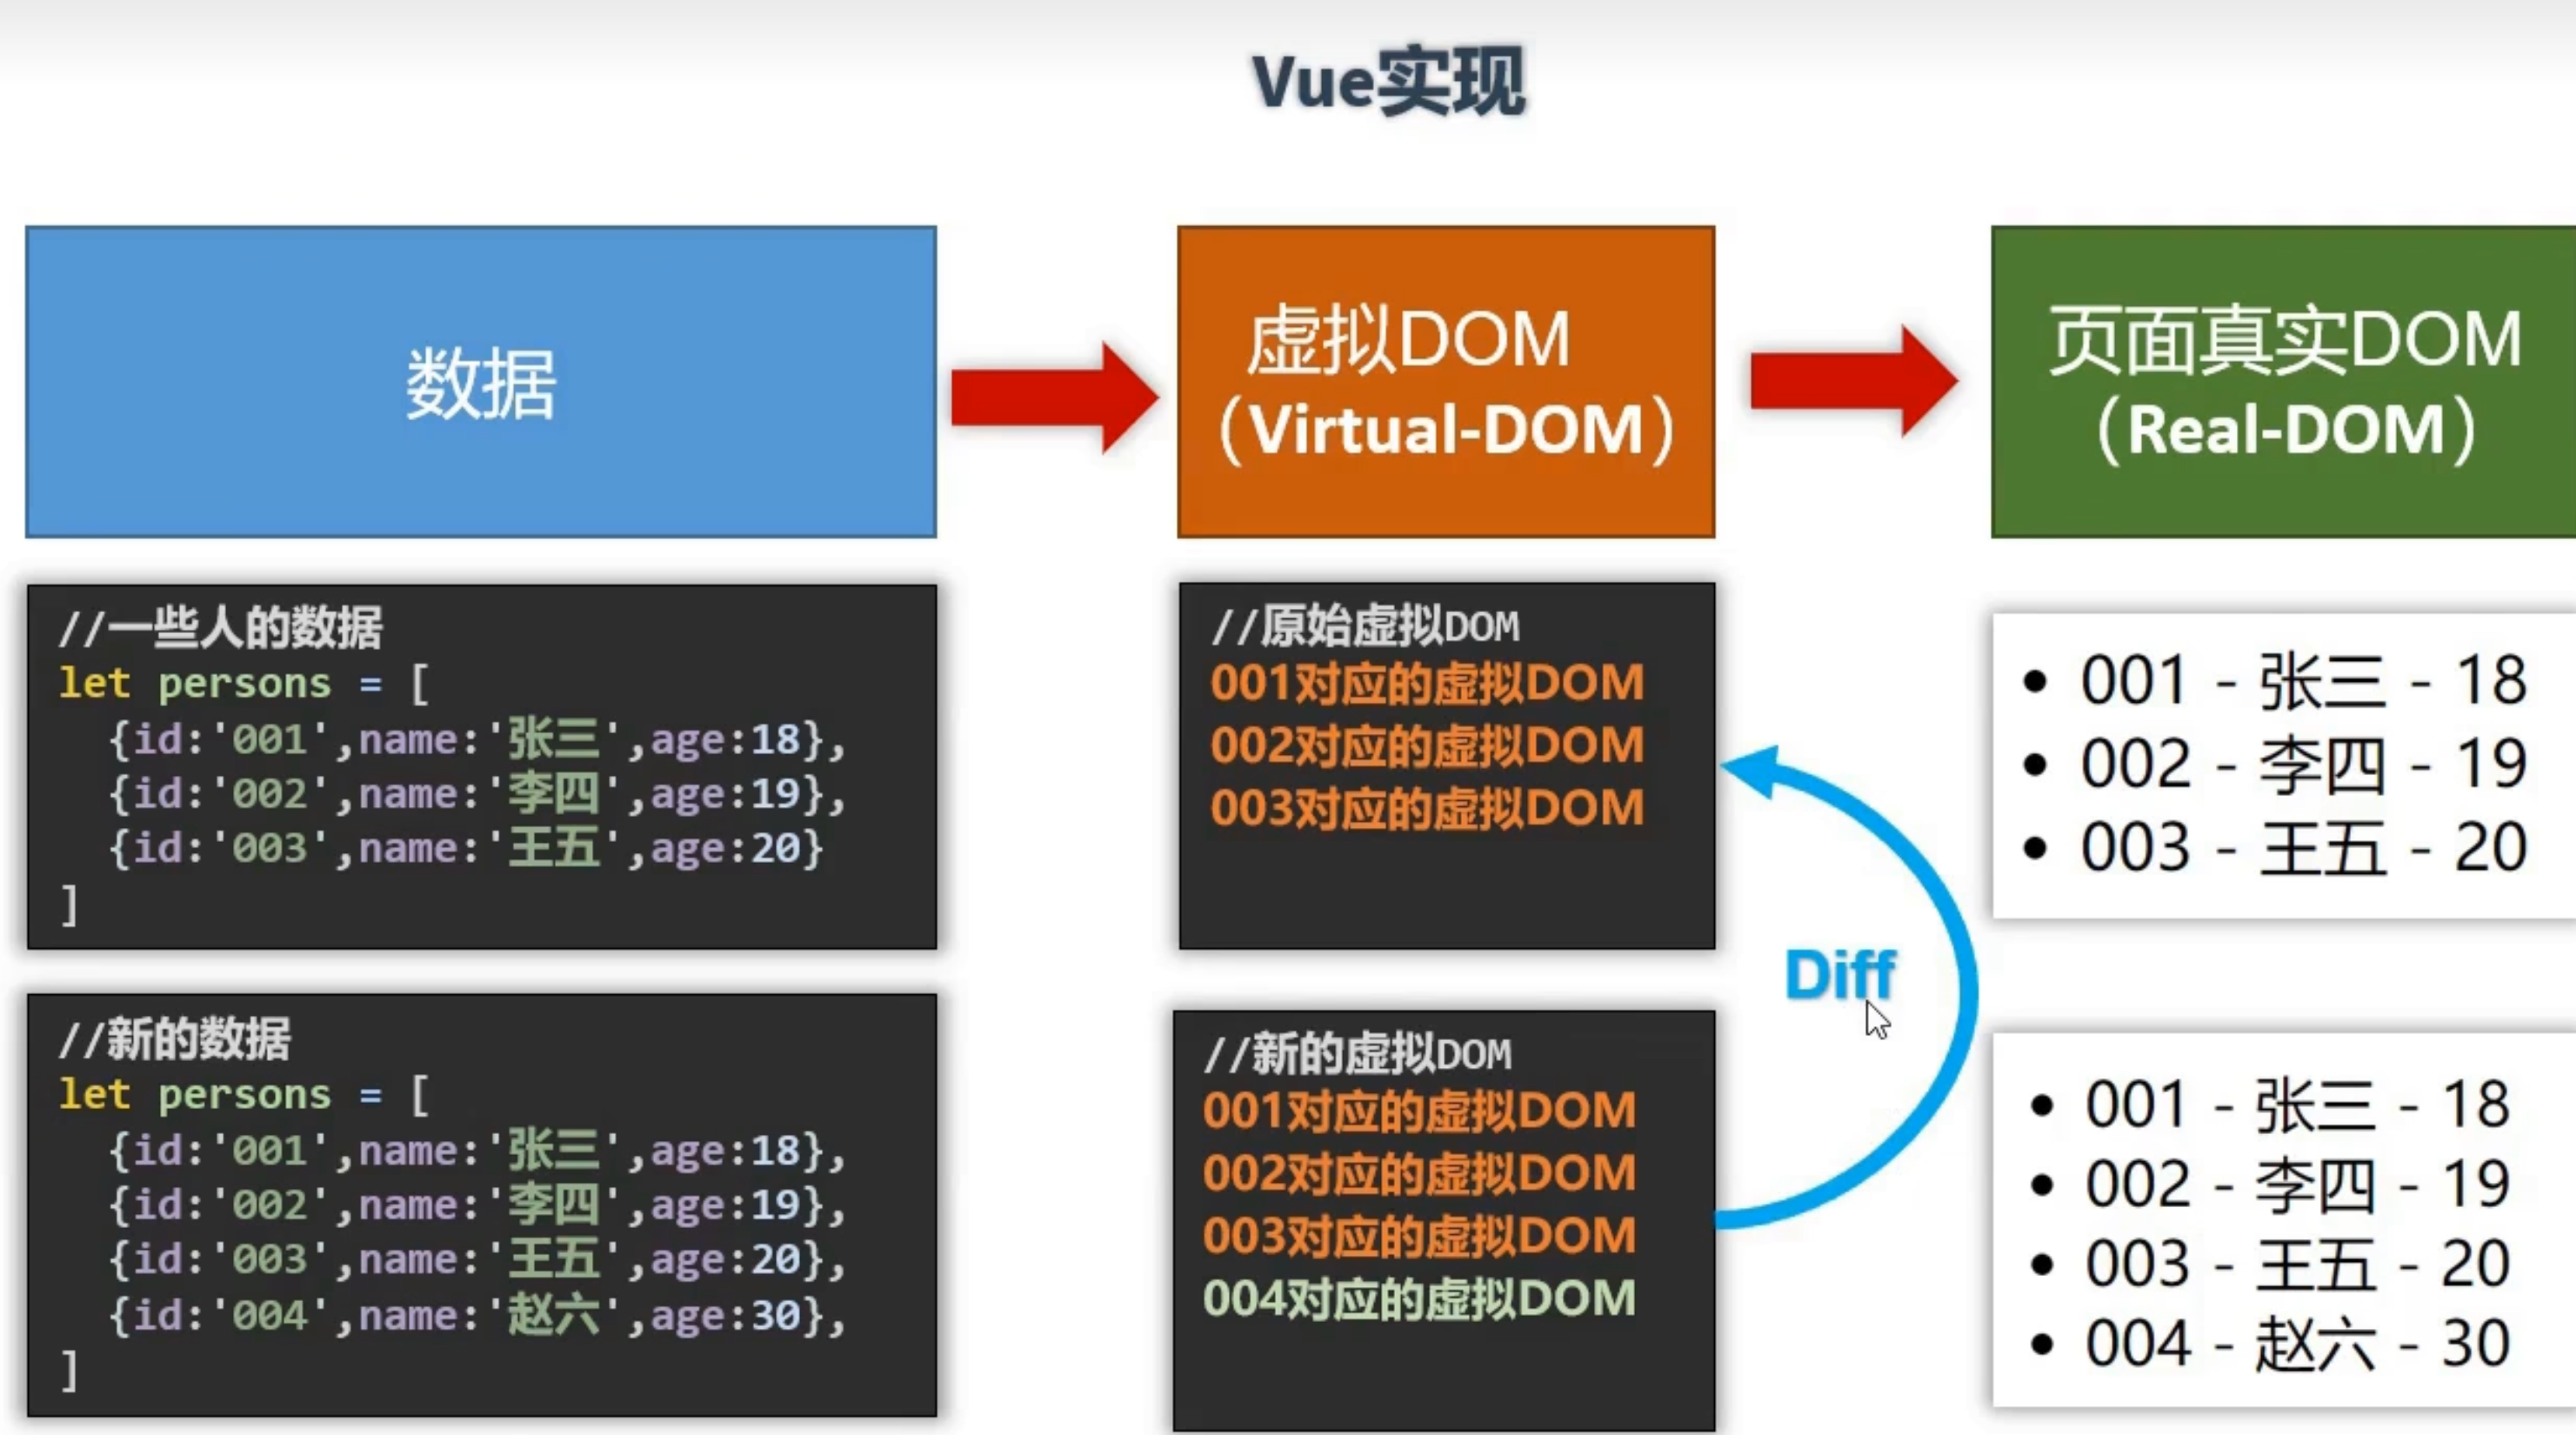 Vue实现
数据
虚拟DOM
（Virtual-DOM）
页面真实DOM
（Real-DOM）
//一些人的数据
let persons = [
{id:'001',name:'张三',age:18},
{id:'002',name:'李四',age:19},
{id:'003',name:'王五',age:20}
]
//原始虚拟DOM
001对应的虚拟DOM
002对应的虚拟DOM
003对应的虚拟DOM
• 001 - 张三 - 18
• 002 - 李四 - 19
• 003 - 王五 - 20
Diff
//新的数据
let persons = [
{id:'001',name:'张三',age:18},
{id:'002',name:'李四',age:19},
{id:'003',name:'王五',age:20},
{id:'004',name:'赵六',age:30},
]
//新的虚拟DOM
001对应的虚拟DOM
002对应的虚拟DOM
003对应的虚拟DOM
004对应的虚拟DOM
• 001 - 张三 - 18
• 002 - 李四 - 19
• 003 - 王五 - 20
• 004 - 赵六 - 30